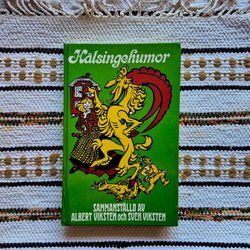 Hälsingehumor
SAMMANSTÄLLD AV
ALBERT VIKSTEN och SVEN VIKSTEN